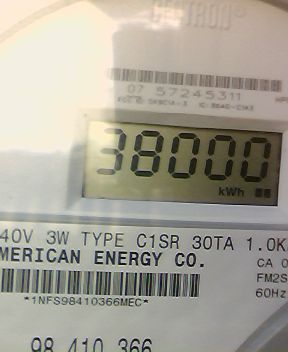 CENTRON®
07 57245311
38000
kWh
40V 3W TYPE C1SR 30TA 1.0K
MERICAN ENERGY CO.
CA 0
FM2S
60Hz
*1NFS98410366MEC*
98 410 366